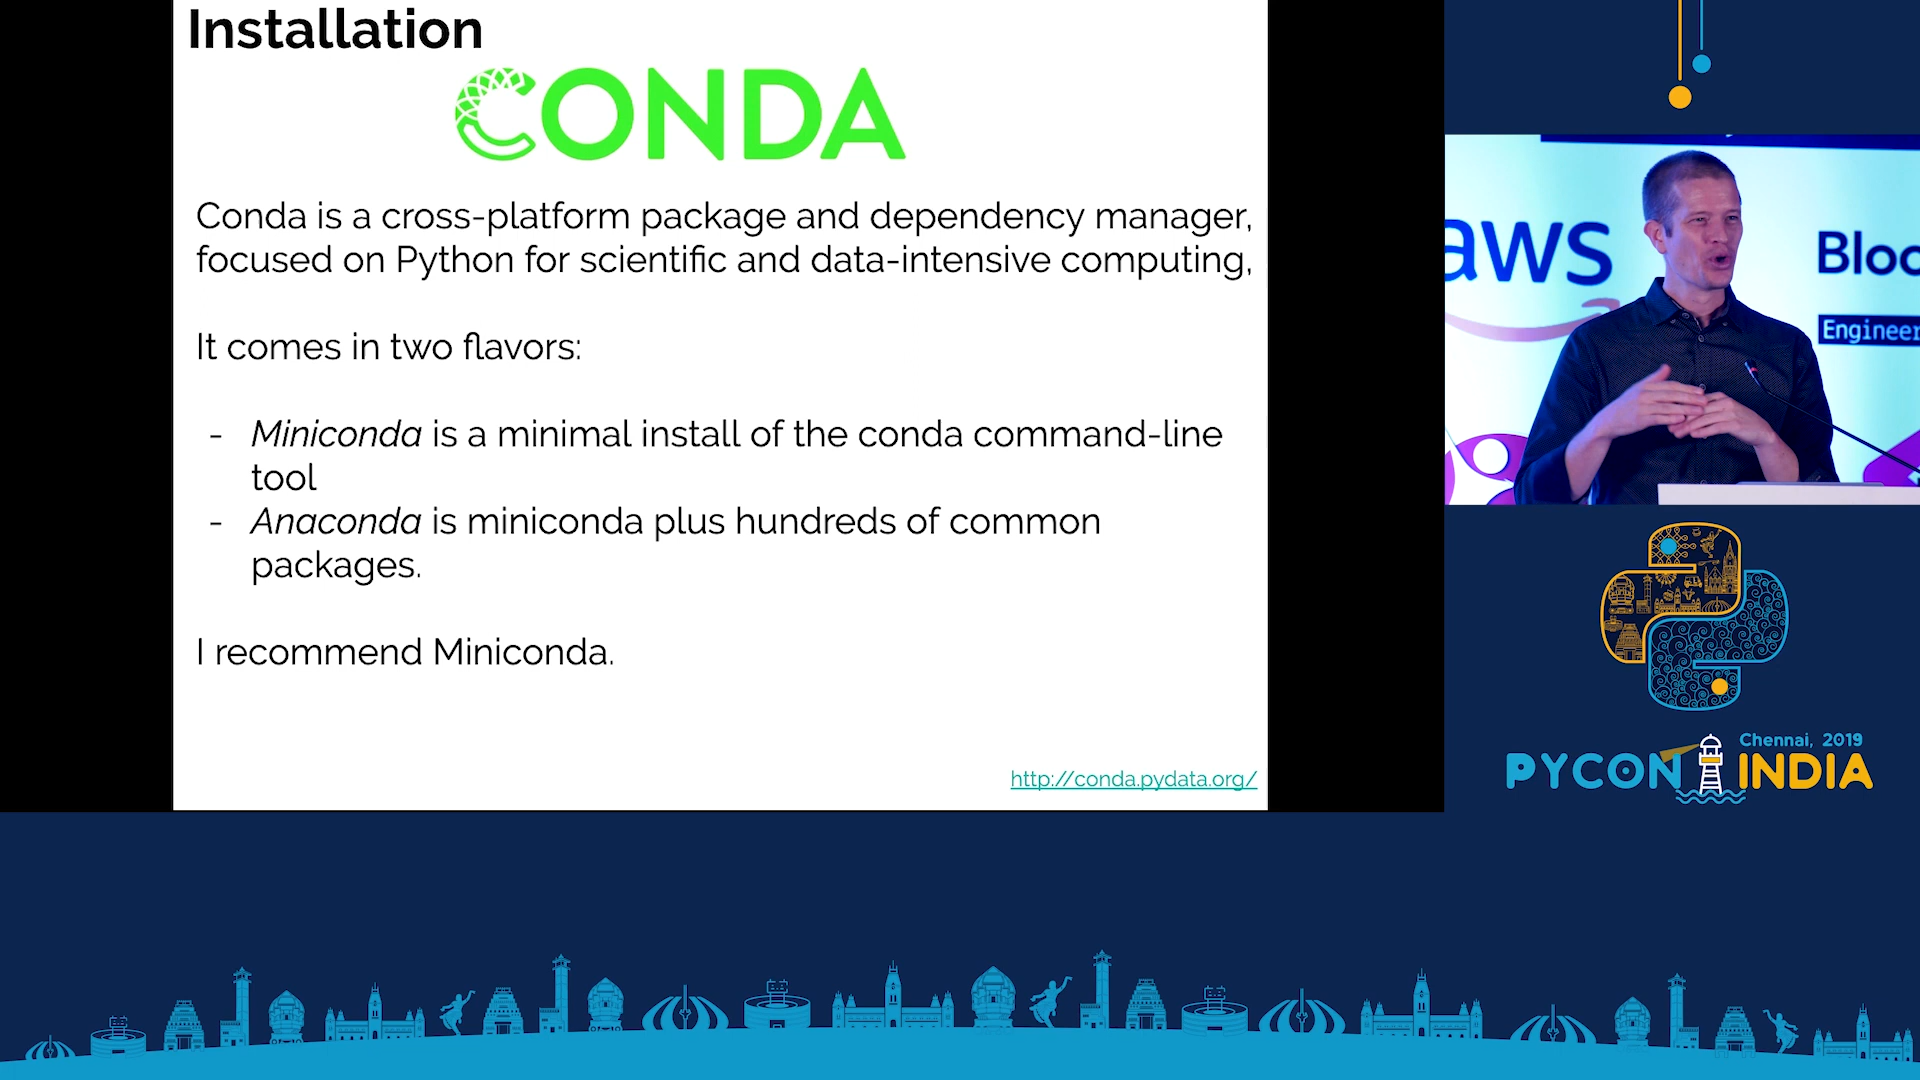 Installation
CONDA
Conda is a cross-platform package and dependency manager,
focused on Python for scientific and data-intensive computing,
It comes in two flavors:
- Miniconda is a minimal install of the conda command-line
tool
- Anaconda is miniconda plus hundreds of common
packages.
I recommend Miniconda.
http://conda.pydata.org/
aws
Bloo
Engineer
Chennai, 2019
PYCON INDIA